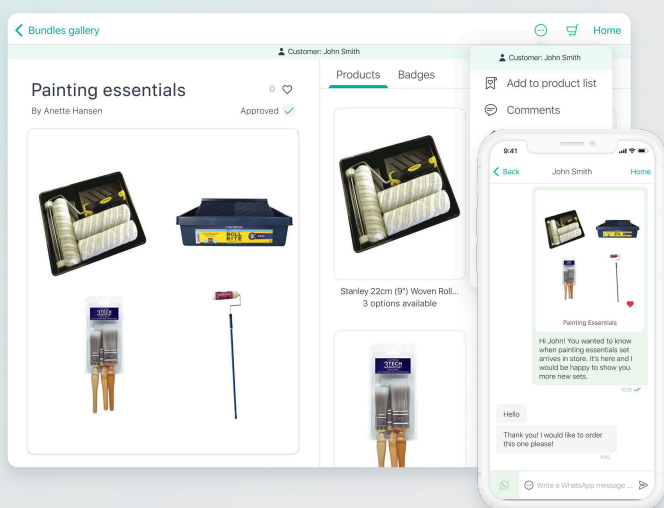 Bundles gallery
Home
Customer: John Smith
Painting essentials
0
By Anette Hansen
Approved
ROLL
RITE
3TECH
Products
Badges
Stanley 22cm (9") Woven Roll...
3 options available
3TECH
Customer: John Smith
Add to product list
Comments
9:41
Back
John Smith
Home
Painting Essentials
Hi John! You wanted to know
when painting essentials set
arrives in store. It's here and I
would be happy to show you
more new sets.
Hello
Thank you! I would like to order
this one please!
Write a WhatsApp message ...